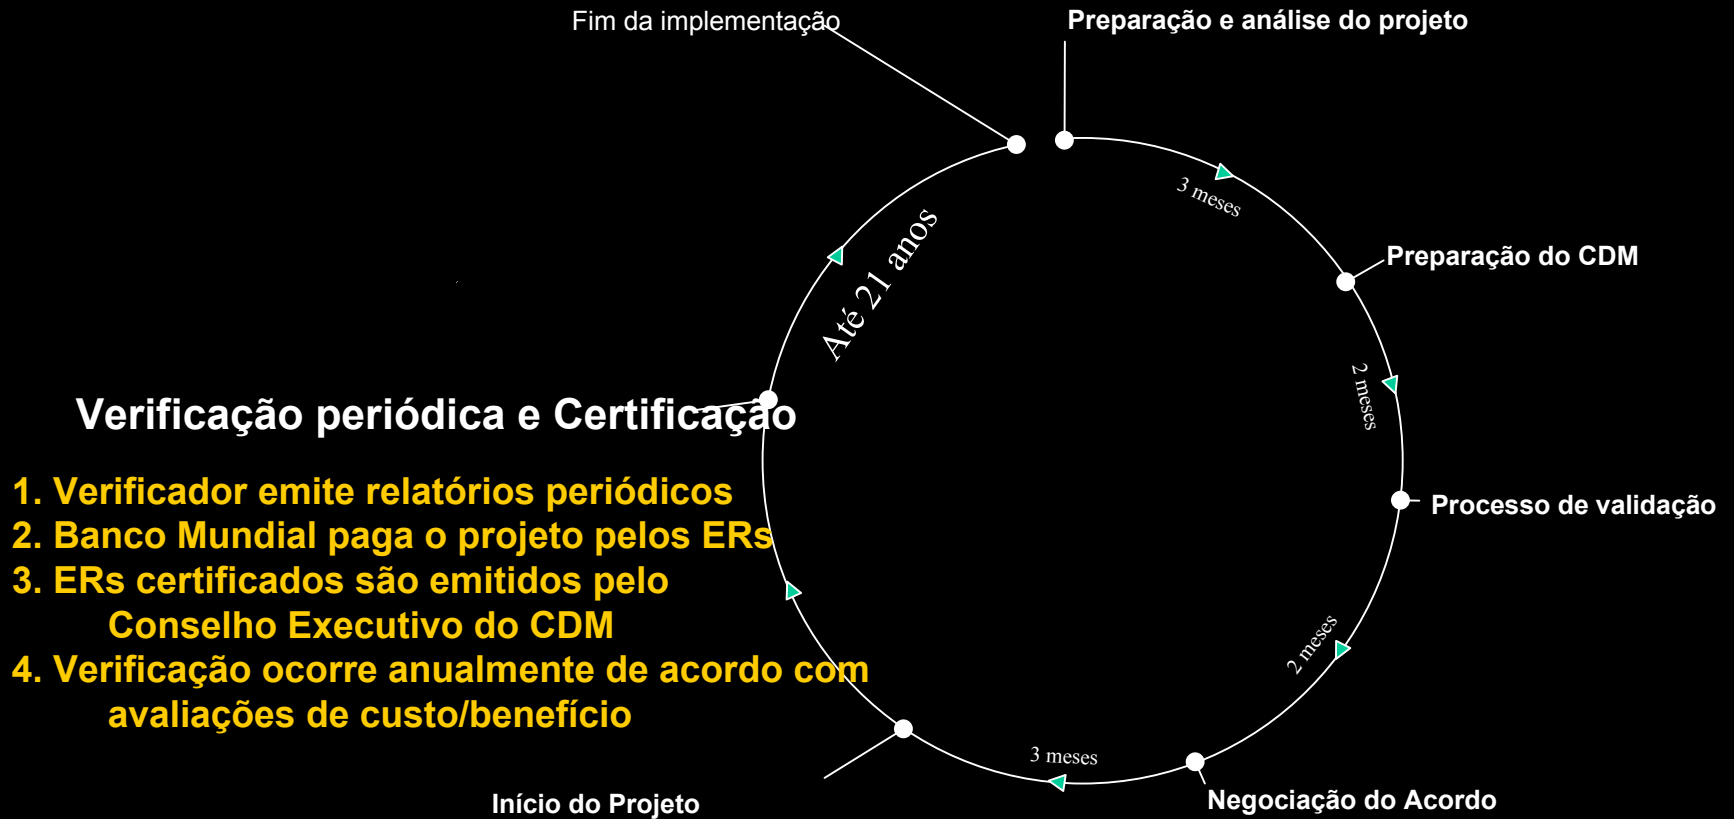 Fim da implementação
Preparação e análise do projeto
3 meses
Preparação do CDM
Até 21 anos
2 meses
Verificação periódica e Certificação
1. Verificador emite relatórios periódicos
Processo de validação
2. Banco Mundial paga o projeto pelos ERs
3. ERs certificados são emitidos pelo
Conselho Executivo do CDM
4. Verificação ocorre anualmente de acordo com
avaliações de custo/benefício
2 meses
3 meses
Início do Projeto
Negociação do Acordo